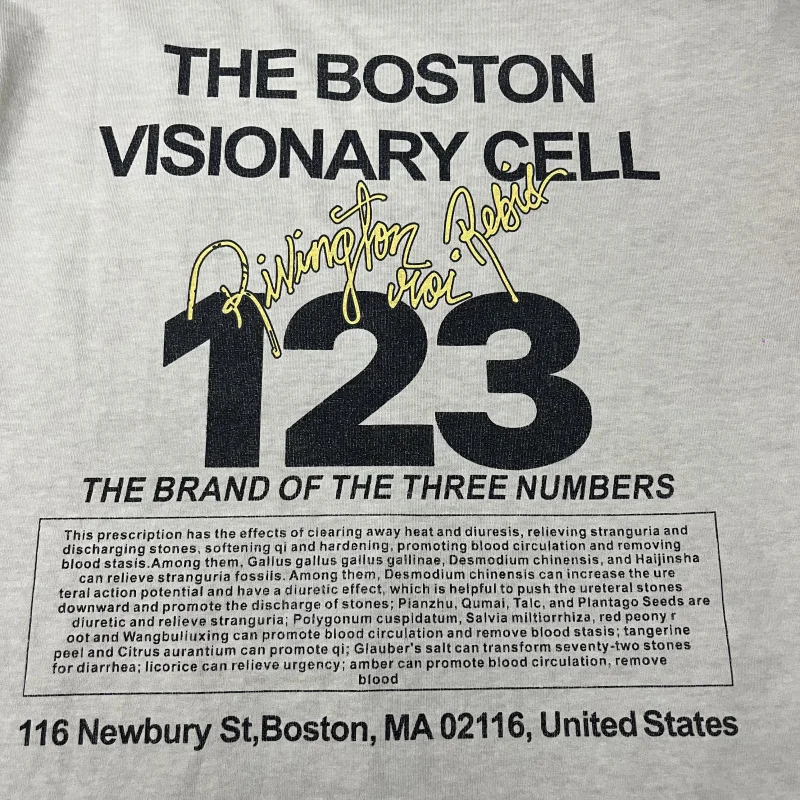 THE BOSTON
VISIONARY CELL
Rivington
roi Rebis
123
THE BRAND OF THE THREE NUMBERS
This prescription has the effects of clearing away heat and diuresis, relieving stranguria and
discharging stones, softening qi and hardening, promoting blood circulation and removing
blood stasis.Among them, Gallus gallus gallus gallinae, Desmodium chinensis, and Haijinsha
can relieve stranguria fossils. Among them, Desmodium chinensis can increase the ure
teral action potential and have a diuretic effect, which is helpful to push the ureteral stones
downward and promote the discharge of stones; Pianzhu, Qumai, Talc, and Plantago Seeds are
diuretic and relieve stranguria; Polygonum cuspidatum, Salvia miltiorrhiza, red peony r
oot and Wangbuliuxing can promote blood circulation and remove blood stasis; tangerine
peel and Citrus aurantium can promote qi; Glauber's salt can transform seventy-two stones
for diarrhea; licorice can relieve urgency; amber can promote blood circulation, remove
blood
116 Newbury St,Boston, MA 02116, United States